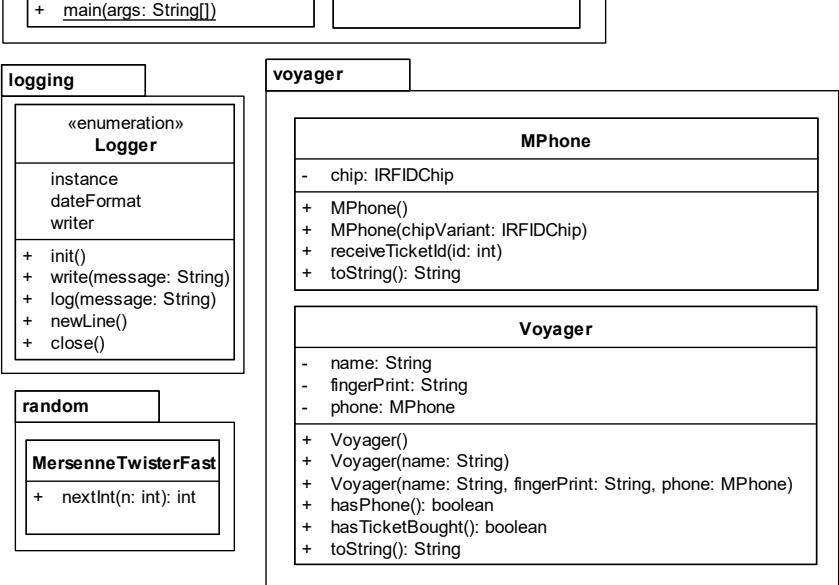 + main(args: String[])
logging
«enumeration»
Logger
instance
dateFormat
writer
+ init()
+ write(message: String)
+ log(message: String)
+ newLine()
+ close()
random
MersenneTwisterFast
+ nextInt(n: int): int
voyager
MPhone
- chip: IRFIDChip
+ MPhone()
+ MPhone(chipVariant: IRFIDChip)
+ receiveTicketId(id: int)
+ toString(): String
Voyager
- name: String
- fingerPrint: String
- phone: MPhone
+ Voyager()
+ Voyager(name: String)
+ Voyager(name: String, fingerPrint: String, phone: MPhone)
+ hasPhone(): boolean
+ hasTicketBought(): boolean
+ toString(): String